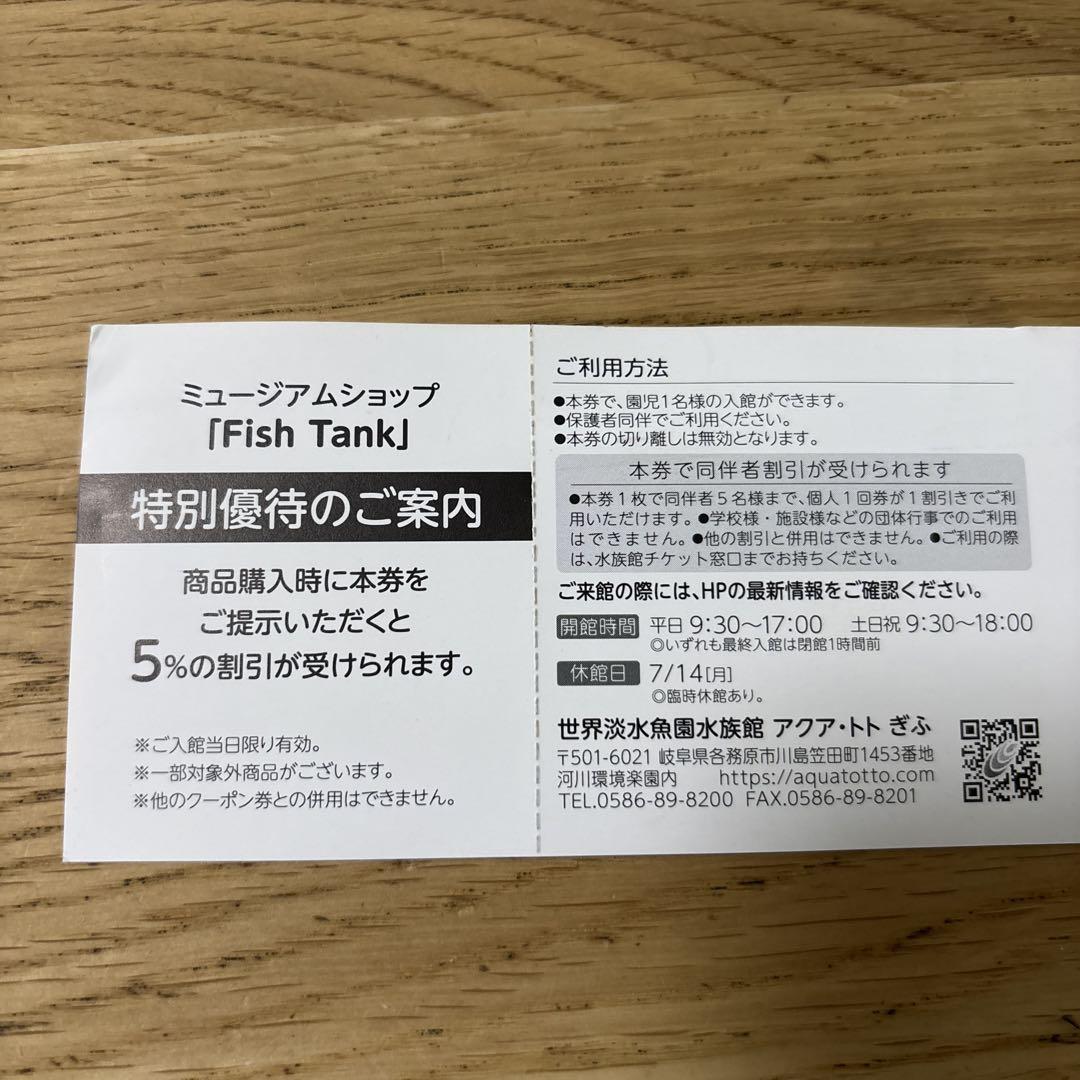 ミュージアムショップ
「Fish Tank」
特別優待のご案内
商品購入時に本券を
ご提示いただくと
5%の割引が受けられます。
※ご入館当日限り有効。
※一部対象外商品がございます。
※他のクーポン券との併用はできません。
ご利用方法
●本券で、園児1名様の入館ができます。
●保護者同伴でご利用ください。
●本券の切り離しは無効となります。
本券で同伴者割引が受けられます
●本券1枚で同伴者5名様まで、個人1回券が1割引きでご利
用いただけます。●学校様・施設様などの団体行事でのご利用
はできません。●他の割引と併用はできません。●ご利用の際
は、水族館チケット窓口までお持ちください。
ご来館の際には、HPの最新情報をご確認ください。
開館時間 平日 9:30～17:00 土日祝 9:30～18:00
◎いずれも最終入館は閉館1時間前
休館日 7/14[月]
◎臨時休館あり。
世界淡水魚園水族館 アクア・トト ぎふ
〒501-6021 岐阜県各務原市川島笠田町1453番地
河川環境楽園内 https://aquatotto.com
TEL.0586-89-8200 FAX.0586-89-8201